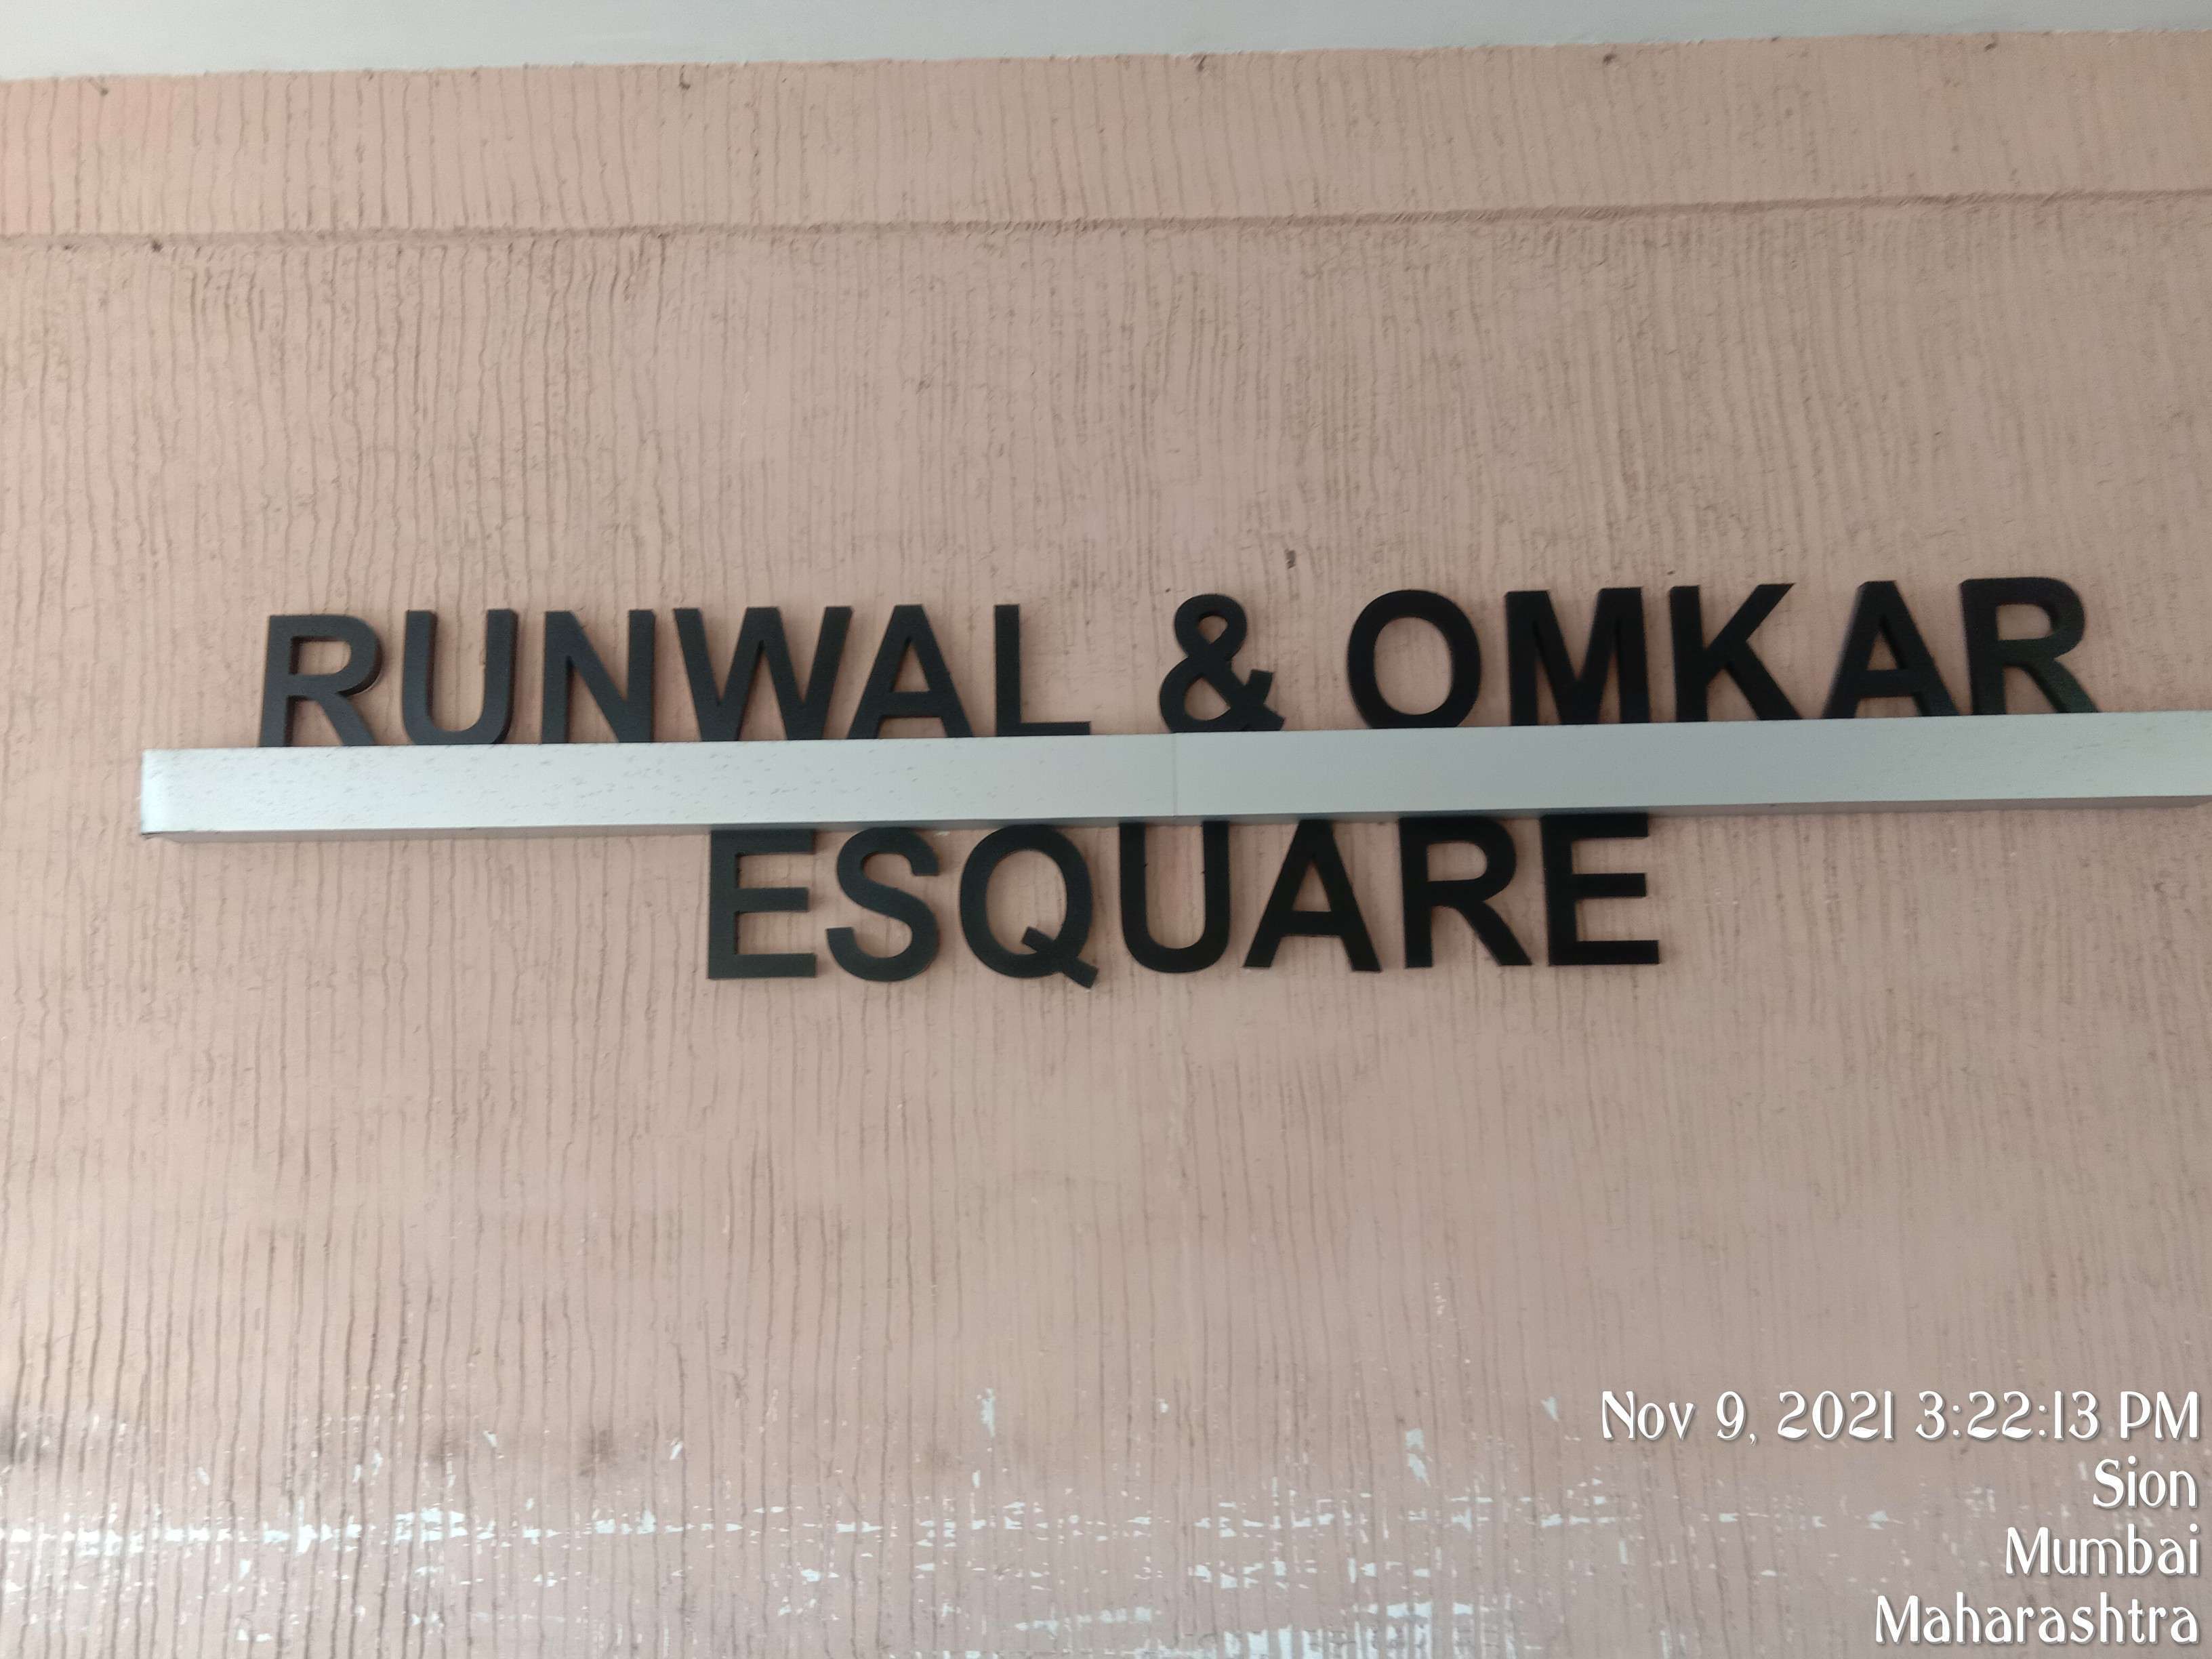 RUNWAL & OMKAR
ESQUARE
Nov 9, 2021 3:22:13 PM
Sion
Mumbai
Maharashtra